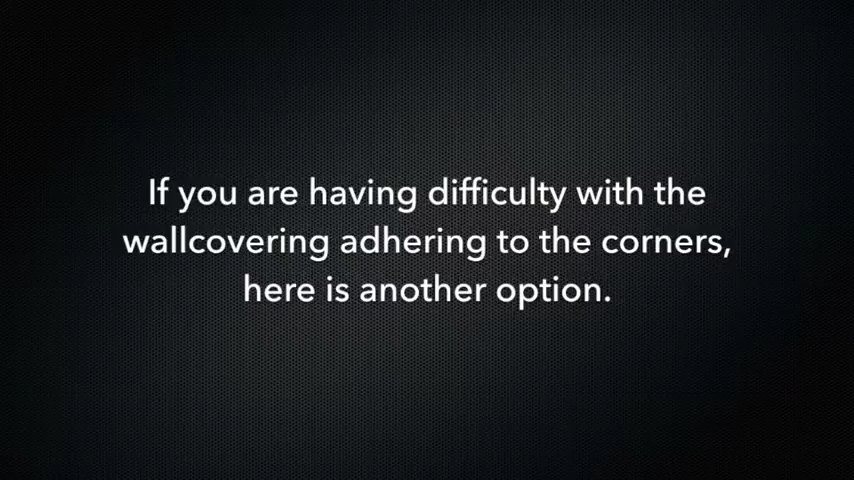 If you are having difficulty with the
wallcovering adhering to the corners,
here is another option.